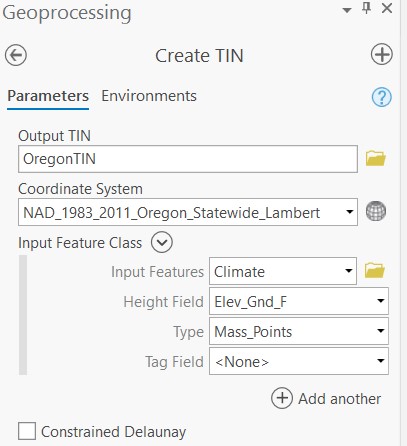 Geoprocessing
Create TIN
Parameters Environments
Output TIN
OregonTIN
Coordinate System
NAD_1983_2011_Oregon_Statewide_Lambert
Input Feature Class
Input Features Climate
Height Field Elev_Gnd_F
Type Mass_Points
Tag Field <None>
Add another
Constrained Delaunay